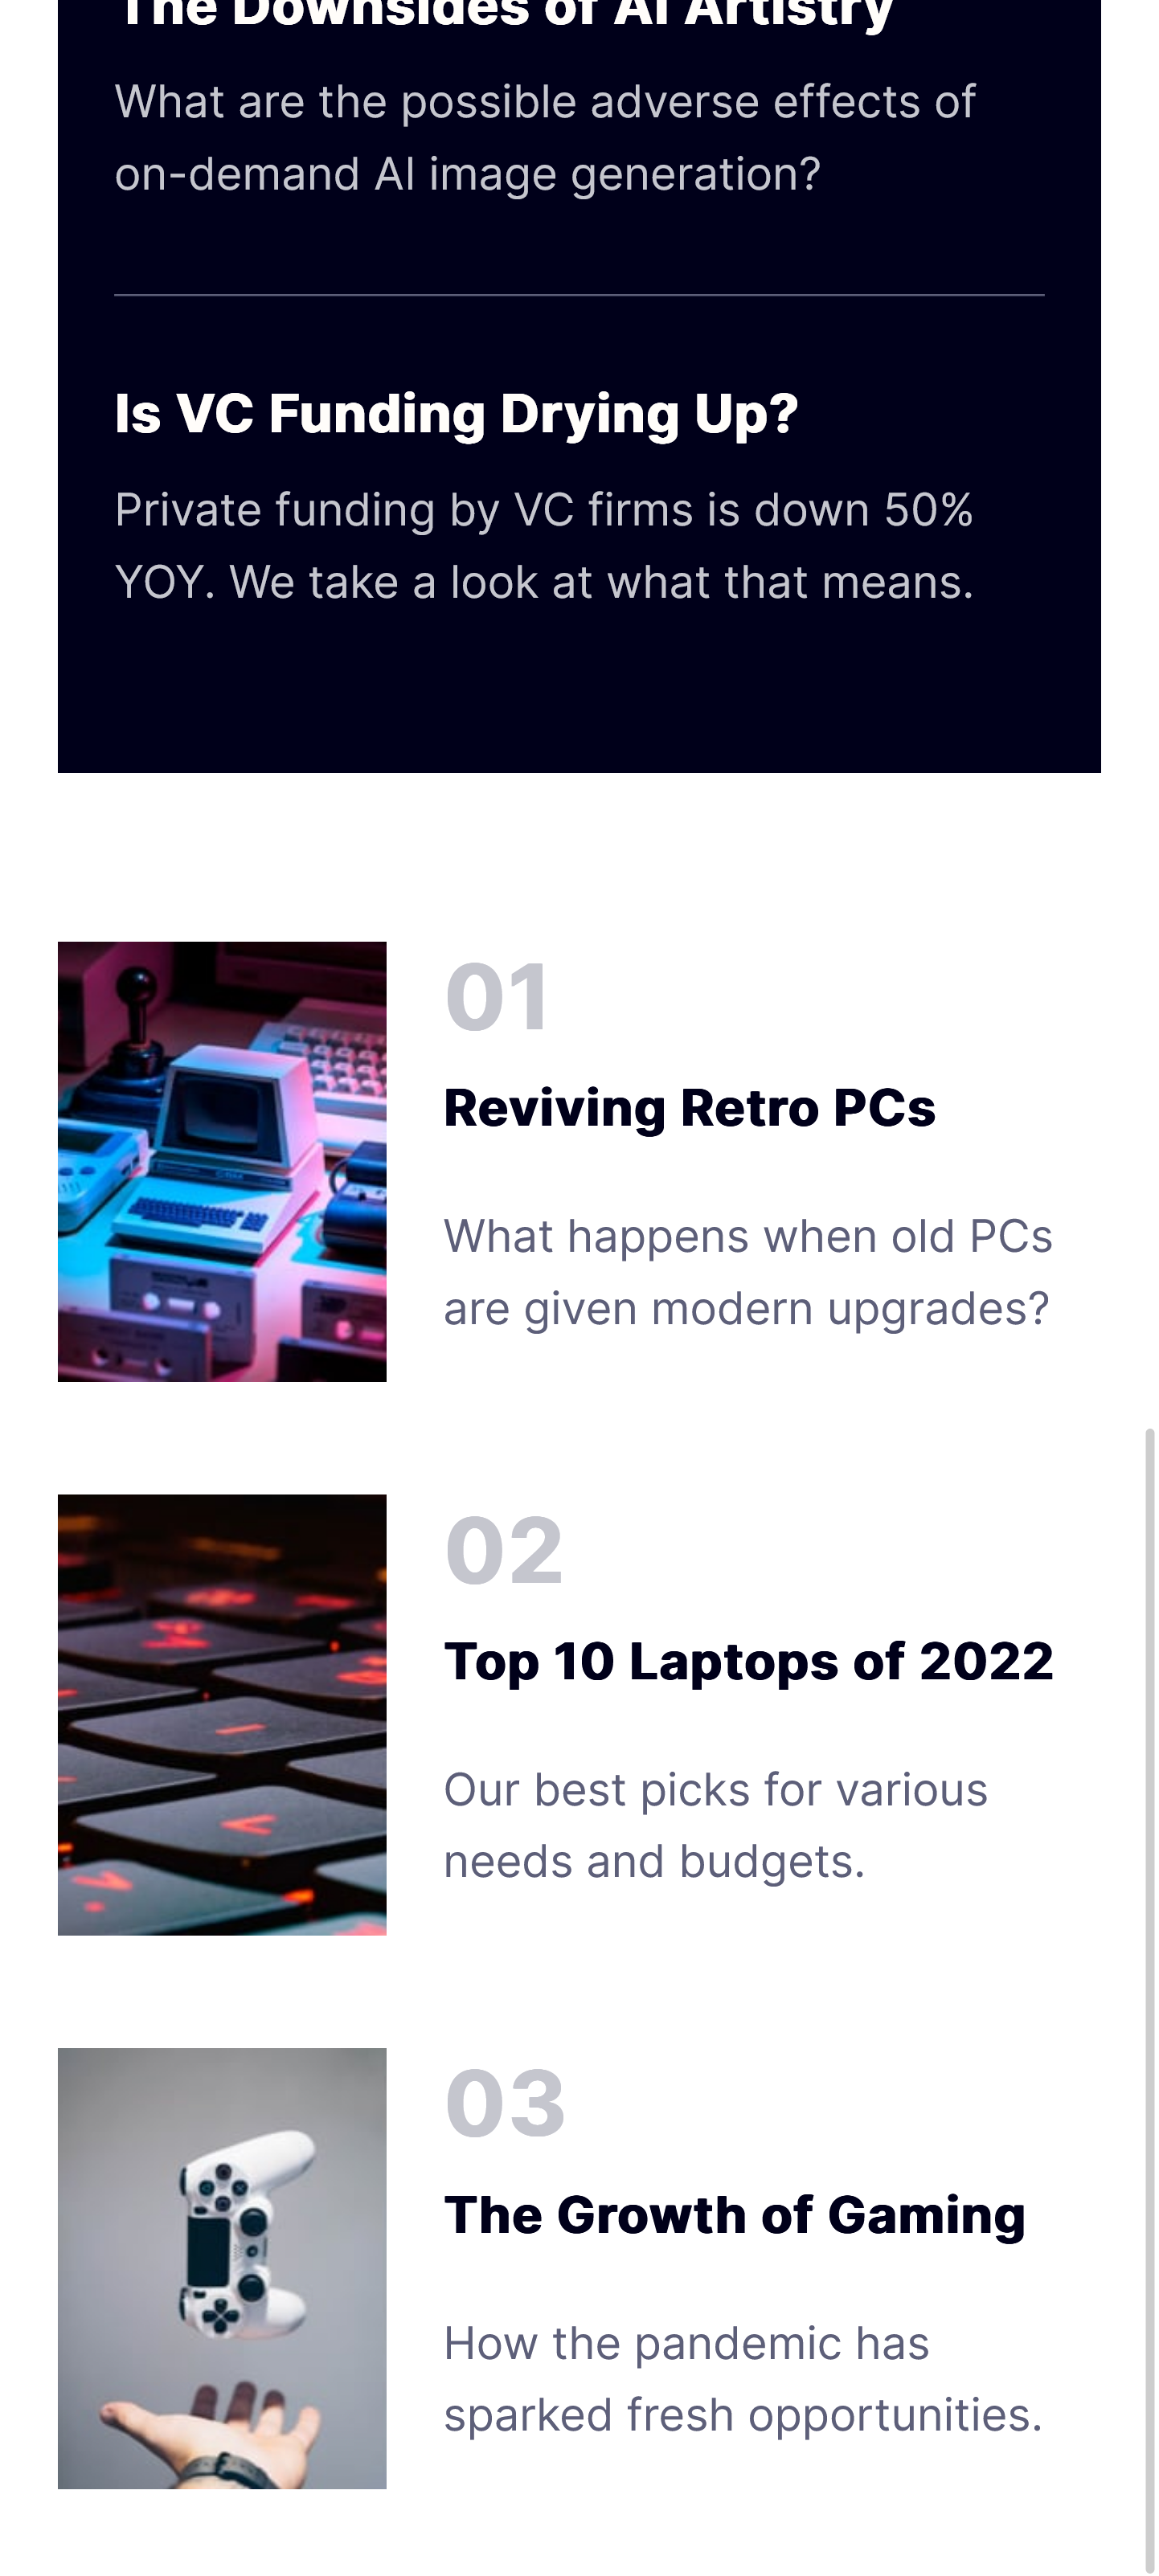 The Downsides of AI Artistry
What are the possible adverse effects of
on-demand AI image generation?
Is VC Funding Drying Up?
Private funding by VC firms is down 50%
YOY. We take a look at what that means.
01
Reviving Retro PCs
What happens when old PCs
are given modern upgrades?
02
Top 10 Laptops of 2022
Our best picks for various
needs and budgets.
03
The Growth of Gaming
How the pandemic has
sparked fresh opportunities.